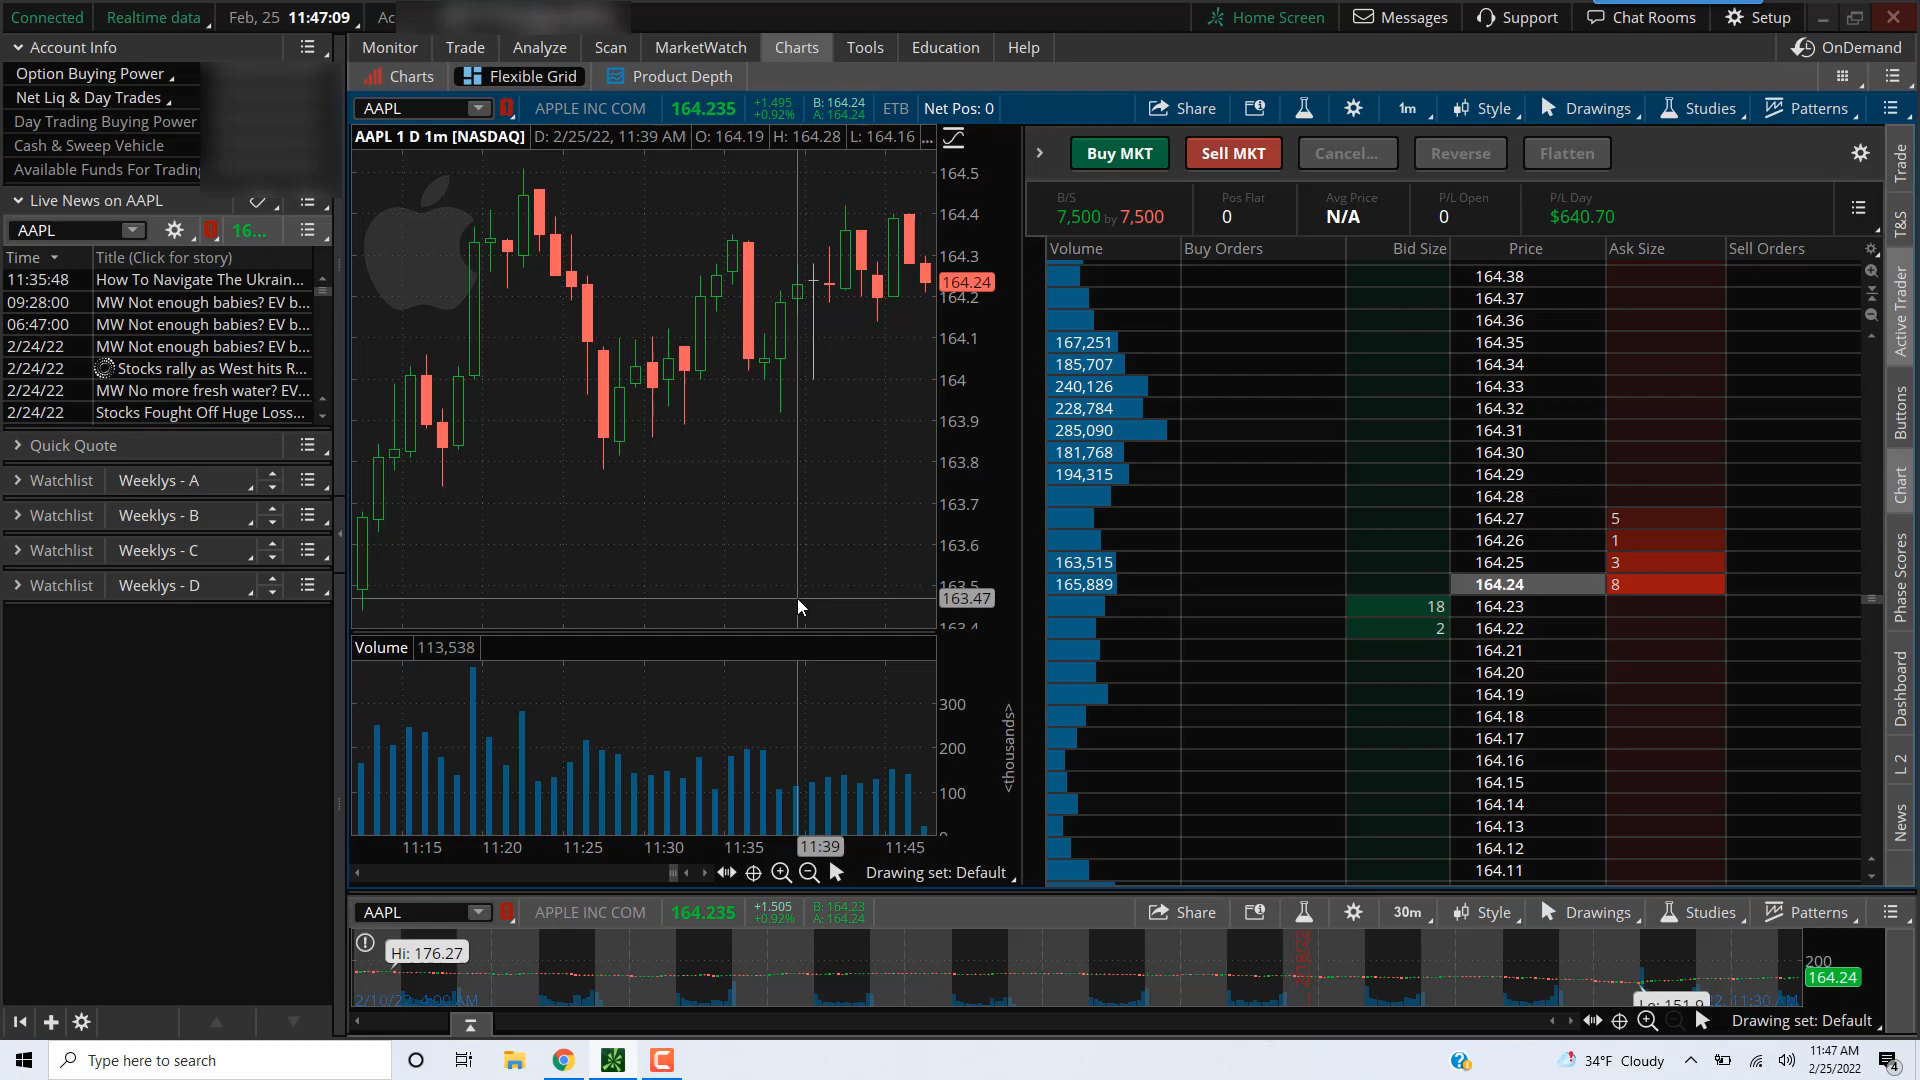 Connected Realtime data Feb, 25 11:47:09 Ac Home Screen Messages Support Chat Rooms Setup
Account Info
Option Buying Power
Net Liq & Day Trades
Day Trading Buying Power
Cash & Sweep Vehicle
Available Funds For Trading
Live News on AAPL
AAPL 16...
Time Title (Click for story)
11:35:48 How To Navigate The Ukrain...
09:28:00 MW Not enough babies? EV b...
06:47:00 MW Not enough babies? EV b...
2/24/22 MW Not enough babies? EV b...
2/24/22 Stocks rally as West hits R...
2/24/22 MW No more fresh water? EV...
2/24/22 Stocks Fought Off Huge Loss...
Quick Quote
Watchlist Weeklys - A
Watchlist Weeklys - B
Watchlist Weeklys - C
Watchlist Weeklys - D
Monitor Trade Analyze Scan MarketWatch Charts Tools Education Help OnDemand
Charts Flexible Grid Product Depth
AAPL APPLE INC COM 164.235 +1.495 +0.92% B: 164.24 A: 164.24 ETB Net Pos: 0 Share 1m Style Drawings Studies Patterns
AAPL 1 D 1m [NASDAQ] D: 2/25/22, 11:39 AM O: 164.19 H: 164.28 L: 164.16 ...
164.5
164.4
164.3
164.24
164.2
164.1
164
163.9
163.8
163.7
163.6
163.5
163.47
163.4
Volume 113,538
300
200
100
0
<thousands>
11:15 11:20 11:25 11:30 11:35 11:39 11:45
Drawing set: Default
Buy MKT Sell MKT Cancel... Reverse Flatten
B/S Pos Flat Avg Price P/L Open P/L Day
7,500 by 7,500 0 N/A 0 $640.70
Volume Buy Orders Bid Size Price Ask Size Sell Orders
164.38
164.37
164.36
167,251 164.35
185,707 164.34
240,126 164.33
228,784 164.32
285,090 164.31
181,768 164.30
194,315 164.29
164.28
164.27 5
164.26 1
163,515 164.25 3
165,889 164.24 8
18 164.23
2 164.22
164.21
164.20
164.19
164.18
164.17
164.16
164.15
164.14
164.13
164.12
164.11
Trade
T&S
Active Trader
Buttons
Chart
Phase Scores
Dashboard
L 2
News
AAPL APPLE INC COM 164.235 +1.505 +0.92% B: 164.23 A: 164.24 Share 30m Style Drawings Studies Patterns
Hi: 176.27
200
164.24
Lo: 151.9
2, 11:30 AM
Drawing set: Default
Type here to search
34°F Cloudy
11:47 AM
2/25/2022
4